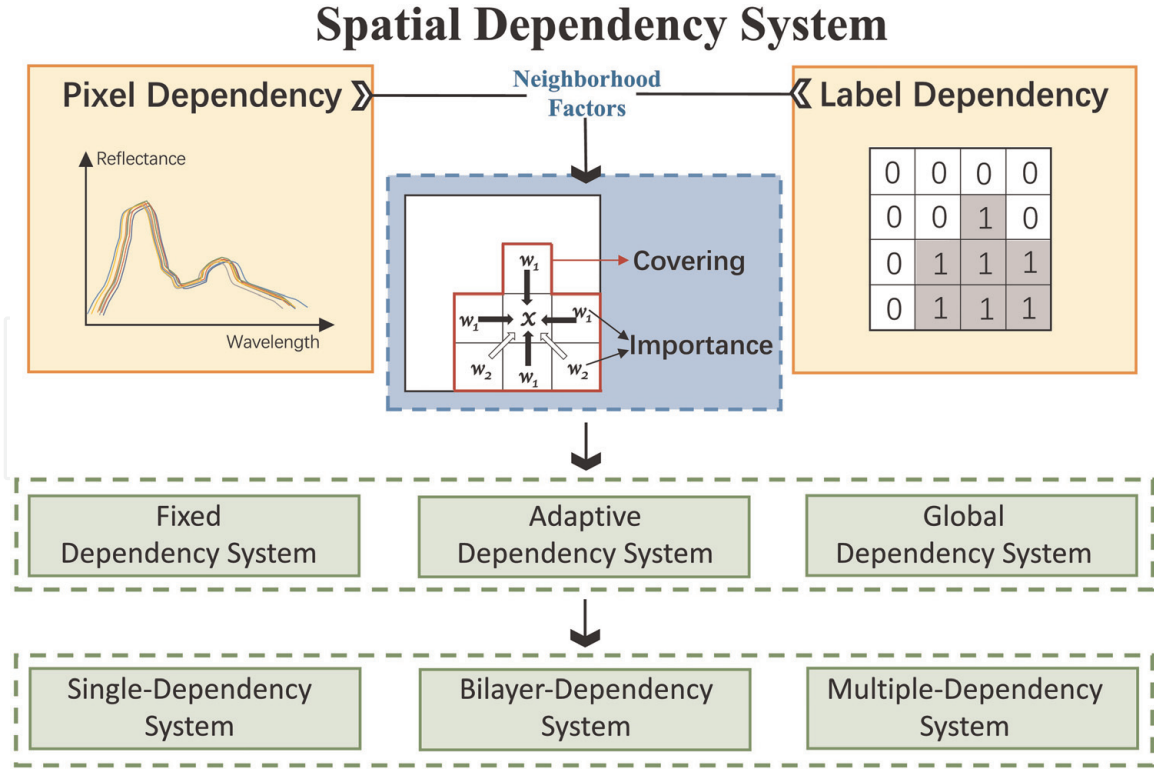 Spatial Dependency System
Pixel Dependency
Neighborhood
Factors
Label Dependency
Reflectance
Wavelength
w₁
Covering
w₁ x w₁
Importance
w₂ w₁ w₂
0 0 0 0
0 0 1 0
0 1 1 1
0 1 1 1
Fixed
Dependency System
Adaptive
Dependency System
Global
Dependency System
Single-Dependency
System
Bilayer-Dependency
System
Multiple-Dependency
System